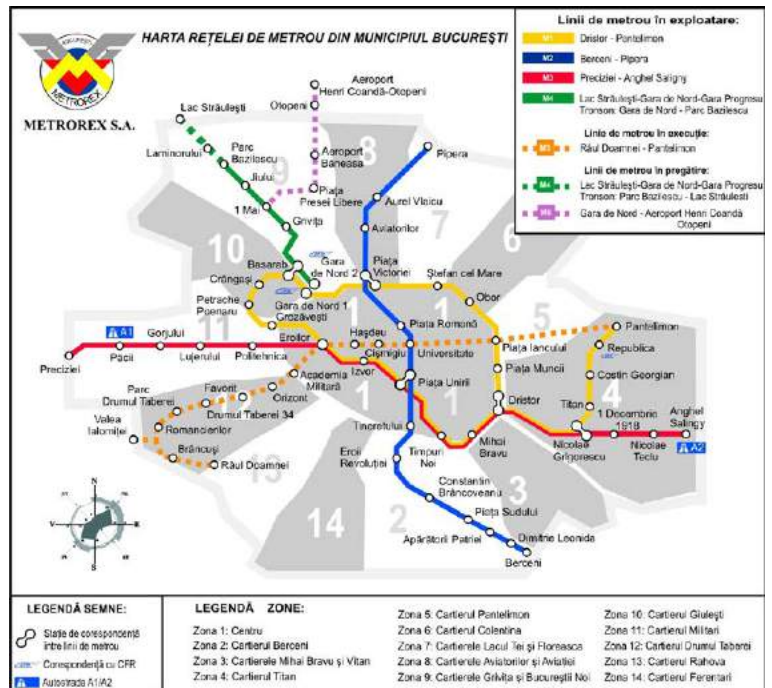 HARTA REȚELEI DE METROU DIN MUNICIPIUL BUCUREȘTI
BUCUREȘTI
METROREX
METROREX S.A.
Linii de metrou în exploatare:
M1 Dristor - Pantelimon
M2 Berceni - Pipera
M3 Preciziei - Anghel Saligny
M4 Lac Străulești-Gara de Nord-Gara Progresu
Tronson: Gara de Nord - Parc Bazilescu
Linie de metrou în execuție:
Râul Doamnei - Pantelimon
Linii de metrou în pregătire:
M4 Lac Străulești-Gara de Nord-Gara Progresu
Tronson: Parc Bazilescu - Lac Străulești
Gara de Nord - Aeroport Henri Coandă
Otopeni
Aeroport
Henri Coandă-Otopeni
Otopeni
Lac Străulești
Laminorului
Parc
Bazilescu
Jiului
1 Mai
Grivița
Aeroport
Baneasa
Piața
Presei Libere
Pipera
Aurel Vlaicu
Aviatorilor
Piața
Victoriei
Ștefan cel Mare
Obor
Basarab
Gara
de Nord 2
Crângași
Petrache
Poenaru
Gara de Nord 1
Grozăvești
Eroilor
Hașdeu
Cișmigiu
Izvor
Piața Romană
Universitate
Piața Iancului
Pantelimon
Republica
Costin Georgian
Titan
Piața Muncii
Dristor
A1
Preciziei
Păcii
Gorjului
Lujerului
Politehnica
Academia
Militară
Orizont
Favorit
Parc
Drumul Taberei
Drumul Taberei 34
Romancierilor
Valea
Ialomiței
Brâncuși
Râul Doamnei
Piața Unirii
Tineretului
Eroii
Revoluției
Timpuri
Noi
Mihai
Bravu
Nicolae
Grigorescu
1 Decembrie
1918
Nicolae
Teclu
Anghel
Saligny
A2
Constantin
Brâncoveanu
Piața Sudului
Apărătorii Patriei
Dimitrie Leonida
Berceni
1
1
1
1
2
2
3
4
5
6
7
8
9
10
11
13
14
N
V
E
S
LEGENDĂ SEMNE:
Stație de corespondență
între linii de metrou
Corespondență cu CFR
Autostrada A1/A2
LEGENDĂ ZONE:
Zona 1: Centru
Zona 2: Cartierul Berceni
Zona 3: Cartierele Mihai Bravu și Vitan
Zona 4: Cartierul Titan
Zona 5: Cartierul Pantelimon
Zona 6: Cartierul Colentina
Zona 7: Cartierele Lacul Tei și Floreasca
Zona 8: Cartierele Aviatorilor și Aviației
Zona 9: Cartierele Grivița și Bucureștii Noi
Zona 10: Cartierul Giulești
Zona 11: Cartierul Militari
Zona 12: Cartierul Drumul Taberei
Zona 13: Cartierul Rahova
Zona 14: Cartierul Ferentari